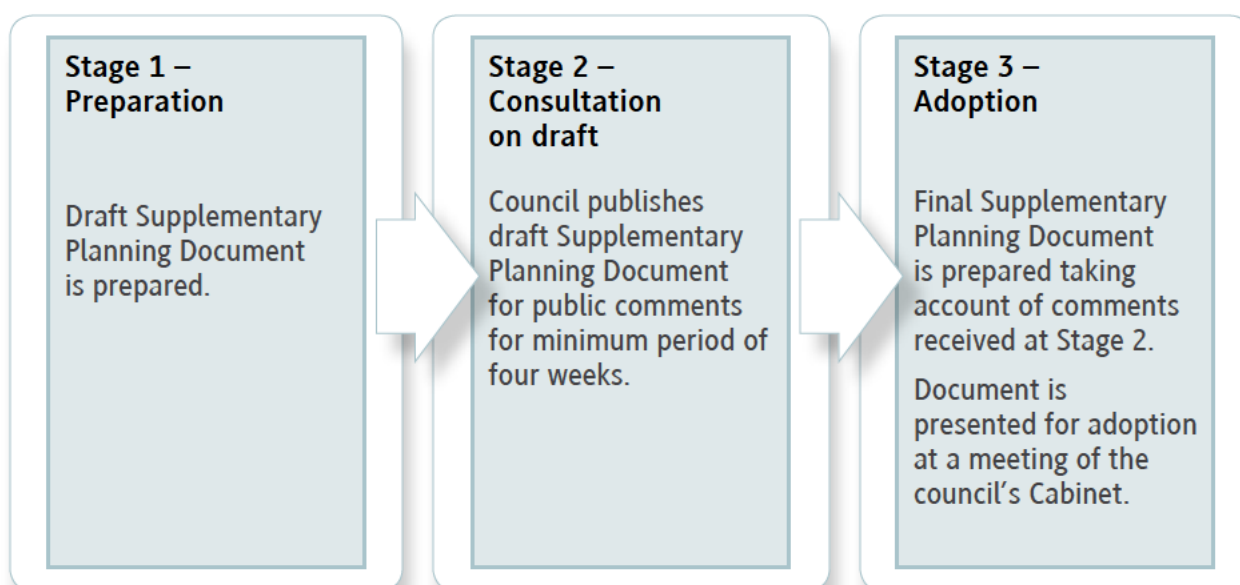 Stage 1 –
Preparation
Draft Supplementary
Planning Document
is prepared.
Stage 2 –
Consultation
on draft
Council publishes
draft Supplementary
Planning Document
for public comments
for minimum period of
four weeks.
Stage 3 –
Adoption
Final Supplementary
Planning Document
is prepared taking
account of comments
received at Stage 2.
Document is
presented for adoption
at a meeting of the
council's Cabinet.